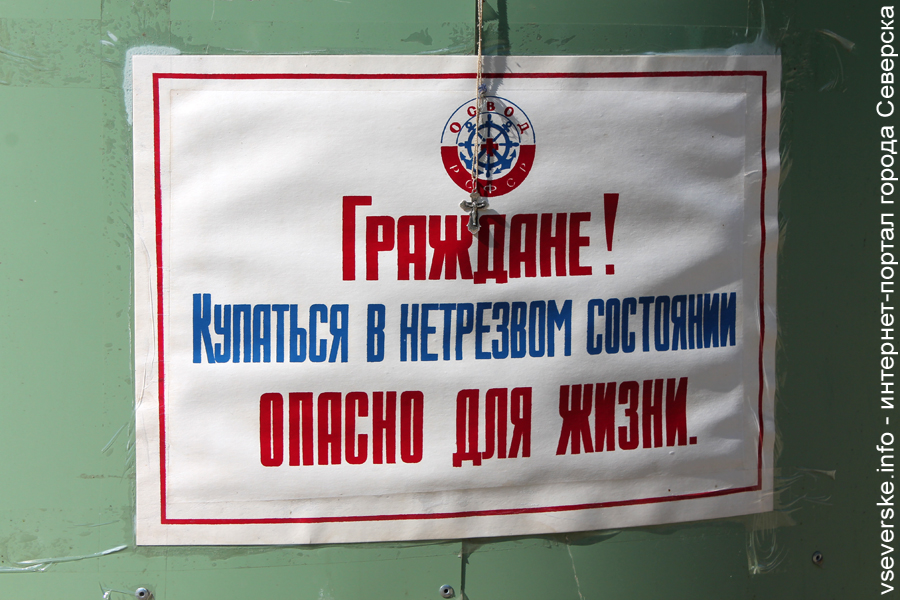 ОСВОД
РСФСР
Граждане!
Купаться в нетрезвом состоянии
опасно для жизни.
vseverske.info - интернет-портал города Северска